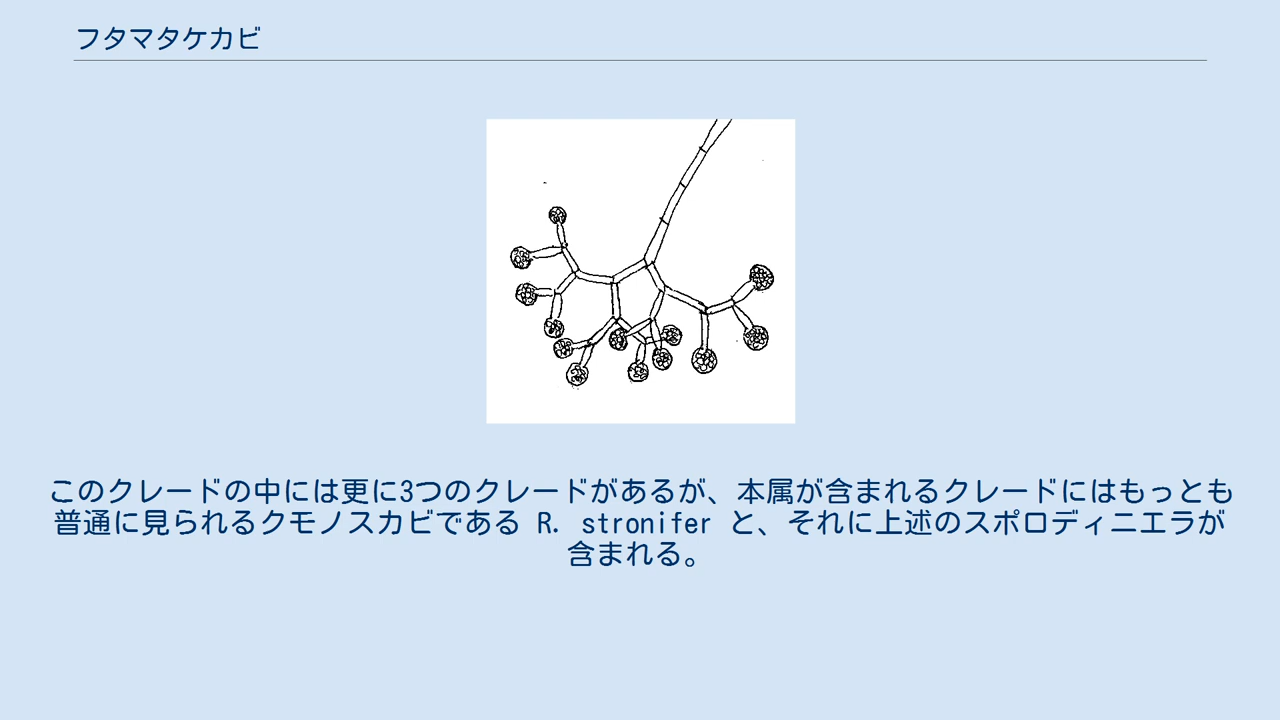 フタマタケカビ
このクレードの中には更に3つのクレードがあるが、本属が含まれるクレードにはもっとも
普通に見られるクモノスカビである R. stronifer と、それに上述のスポロディニエラが
含まれる。